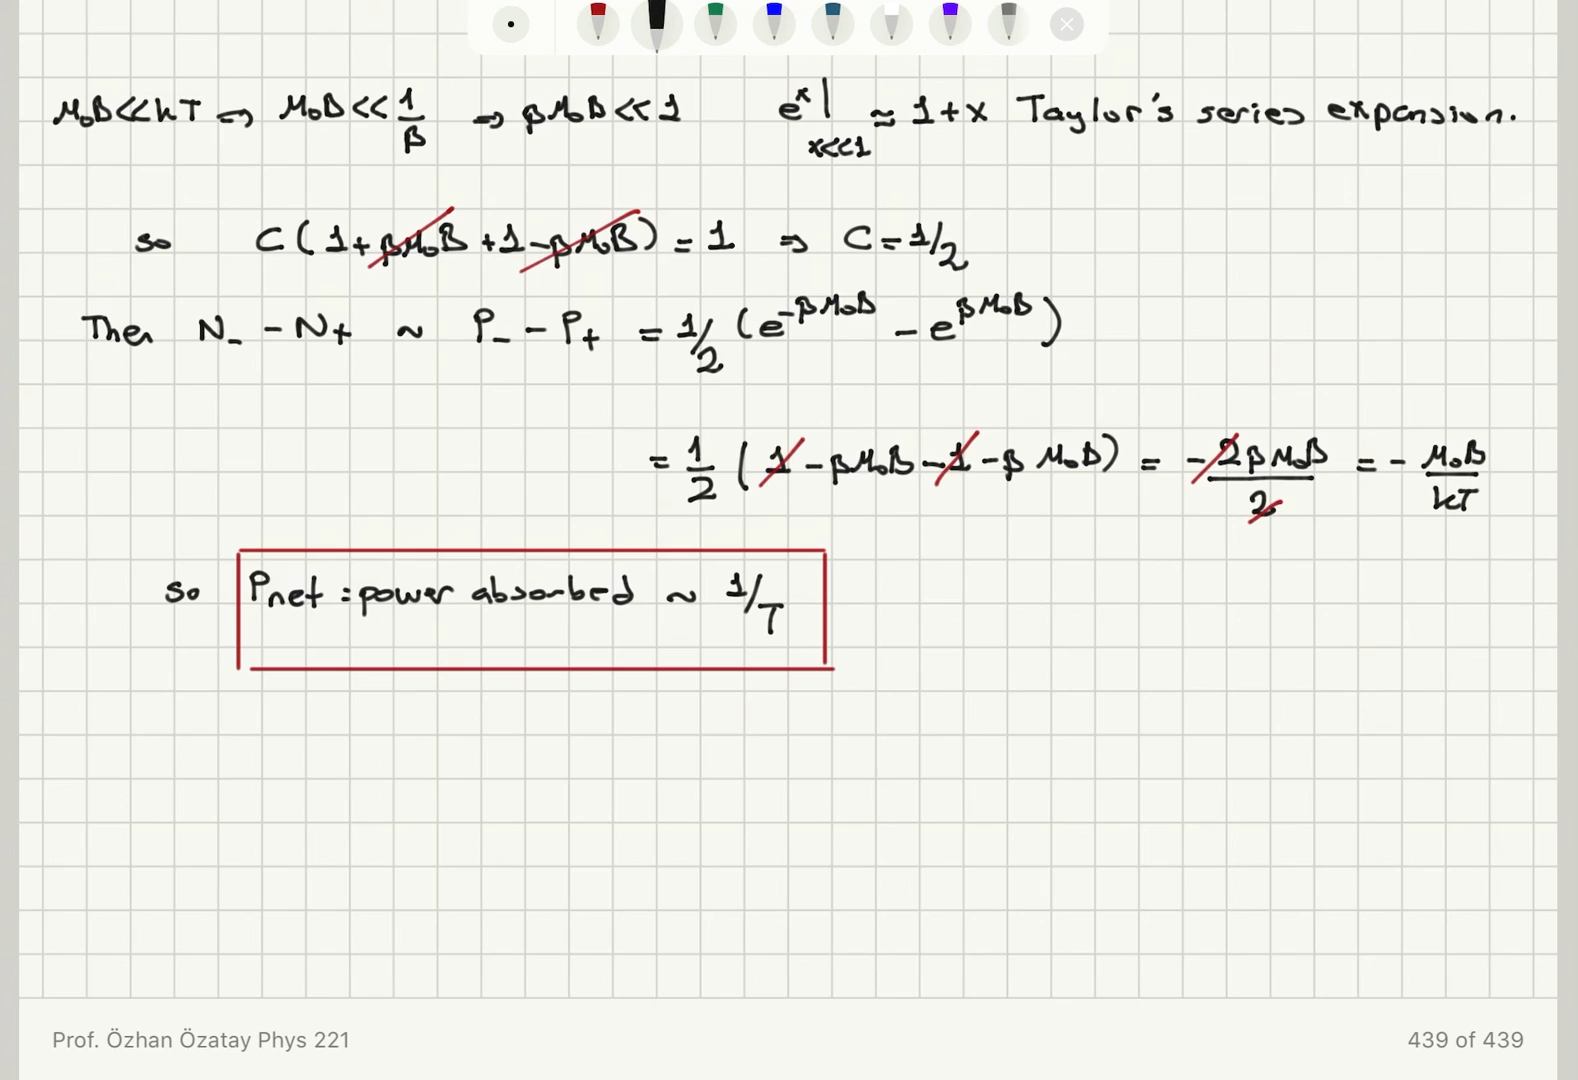 μ₀B<<kT ⇒ μ₀B<<1/β ⇒ βμ₀B<<1 eˣ|x<<1 ≈ 1+x Taylor's series expansion.
so C(1+βμ₀B+1-βμ₀B) = 1 ⇒ C=1/2
Then N₋ - N₊ ~ P₋ - P₊ = 1/2 (e^-βμ₀B - e^βμ₀B)
= 1/2 (1-βμ₀B-1-βμ₀B) = -2βμ₀B/2 = - μ₀B/kT
so Pnet : power absorbed ~ 1/T
Prof. Özhan Özatay Phys 221
439 of 439